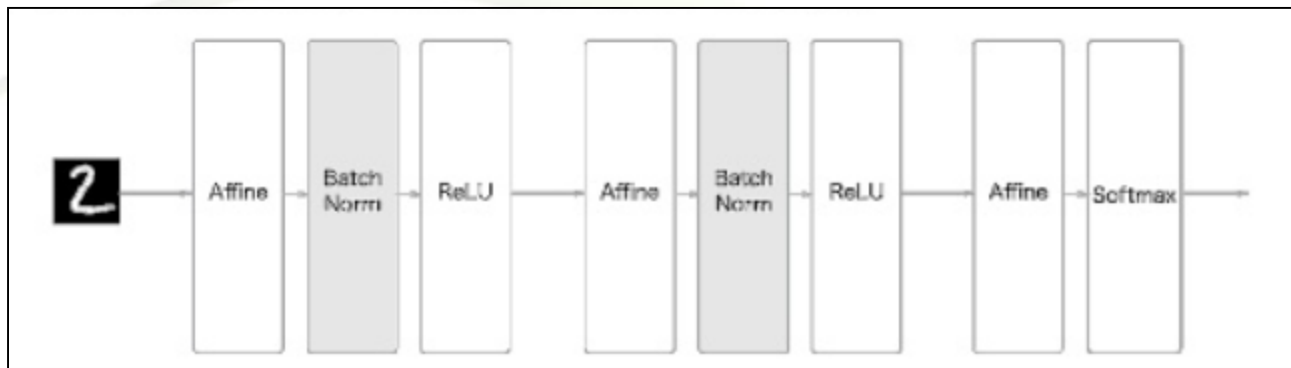 2
Affine
Batch
Norm
ReLU
Affine
Batch
Norm
ReLU
Affine
Softmax